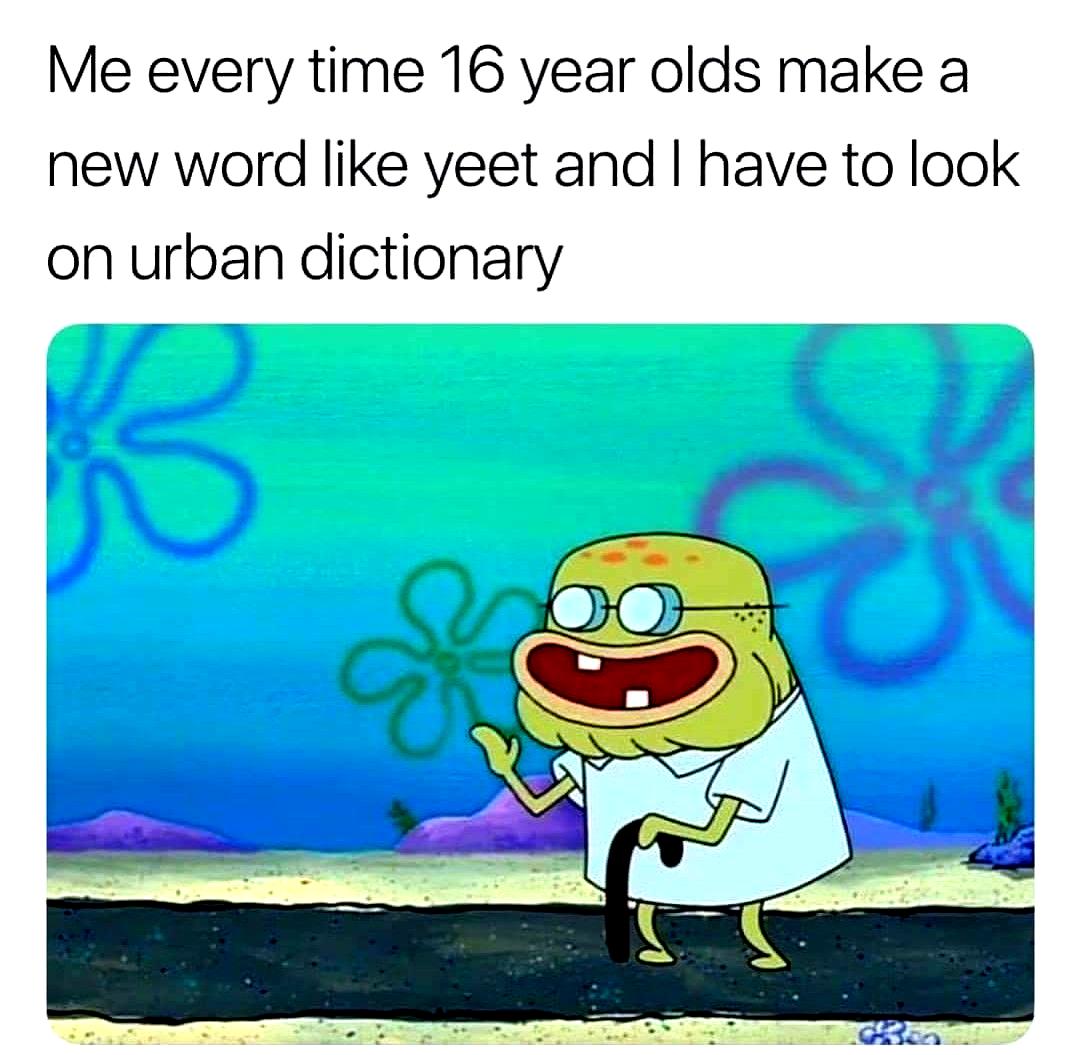 Me every time 16 year olds make a
new word like yeet and I have to look
on urban dictionary